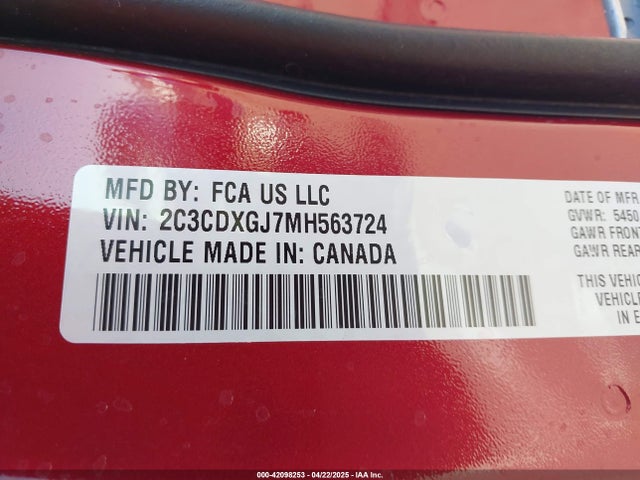 MFD BY: FCA US LLC
VIN: 2C3CDXGJ7MH563724
VEHICLE MADE IN: CANADA
DATE OF MFR
GVWR: 5450
GAWR FRONT
GAWR REAR
THIS VEHIC
VEHICLE
IN E
000-42098253 - 04/22/2025 - IAA Inc.